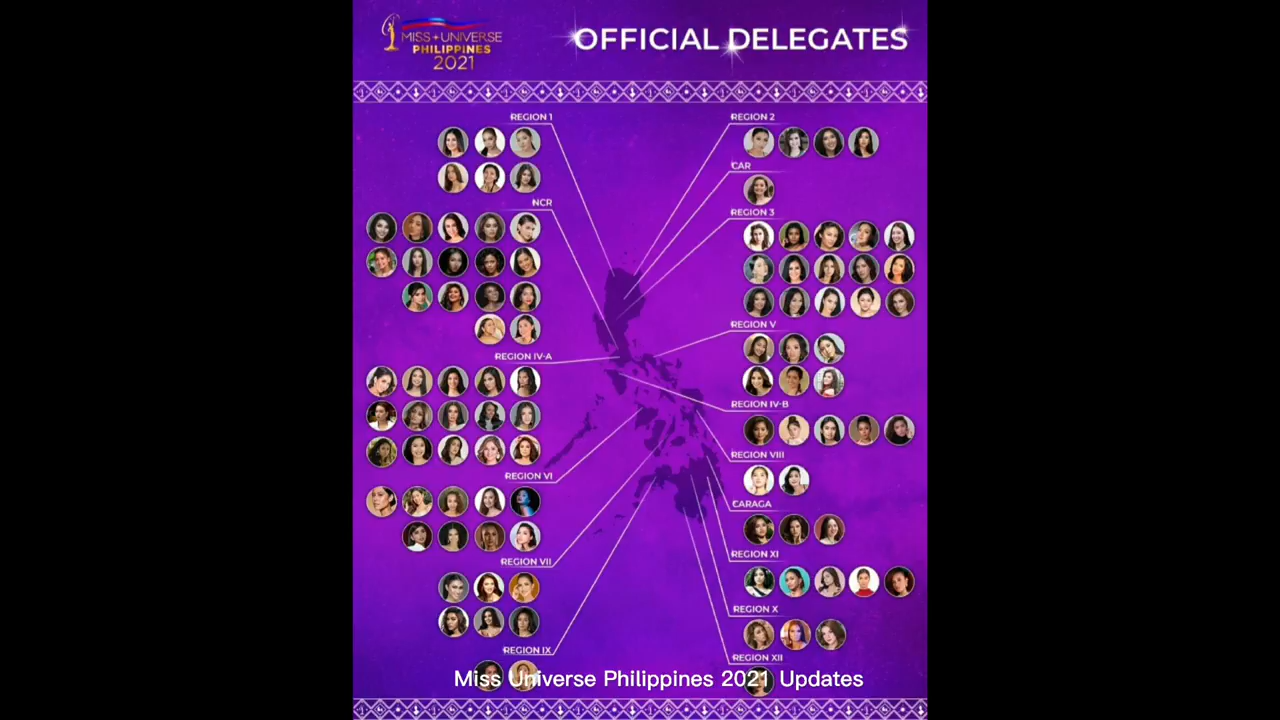 MISS UNIVERSE
PHILIPPINES
2021
OFFICIAL DELEGATES
REGION 1
NCR
REGION IV-A
REGION VI
REGION VII
REGION IX
REGION 2
CAR
REGION 3
REGION V
REGION IV-B
REGION VIII
CARAGA
REGION XI
REGION X
REGION XII
Miss Universe Philippines 2021 Updates